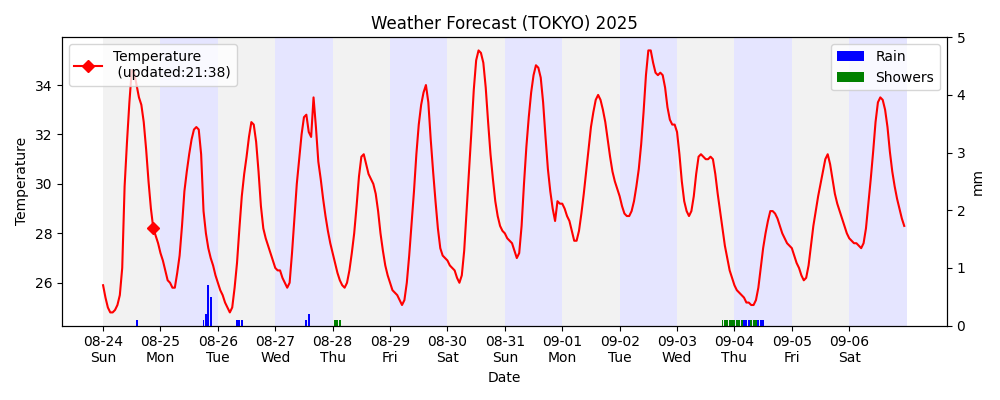 Weather Forecast (TOKYO) 2025
Temperature
(updated:21:38)
Rain
Showers
Temperature
34
32
30
28
26
5
4
3
2
1
0
mm
08-24 08-25 08-26 08-27 08-28 08-29 08-30 08-31 09-01 09-02 09-03 09-04 09-05 09-06
Sun Mon Tue Wed Thu Fri Sat Sun Mon Tue Wed Thu Fri Sat
Date